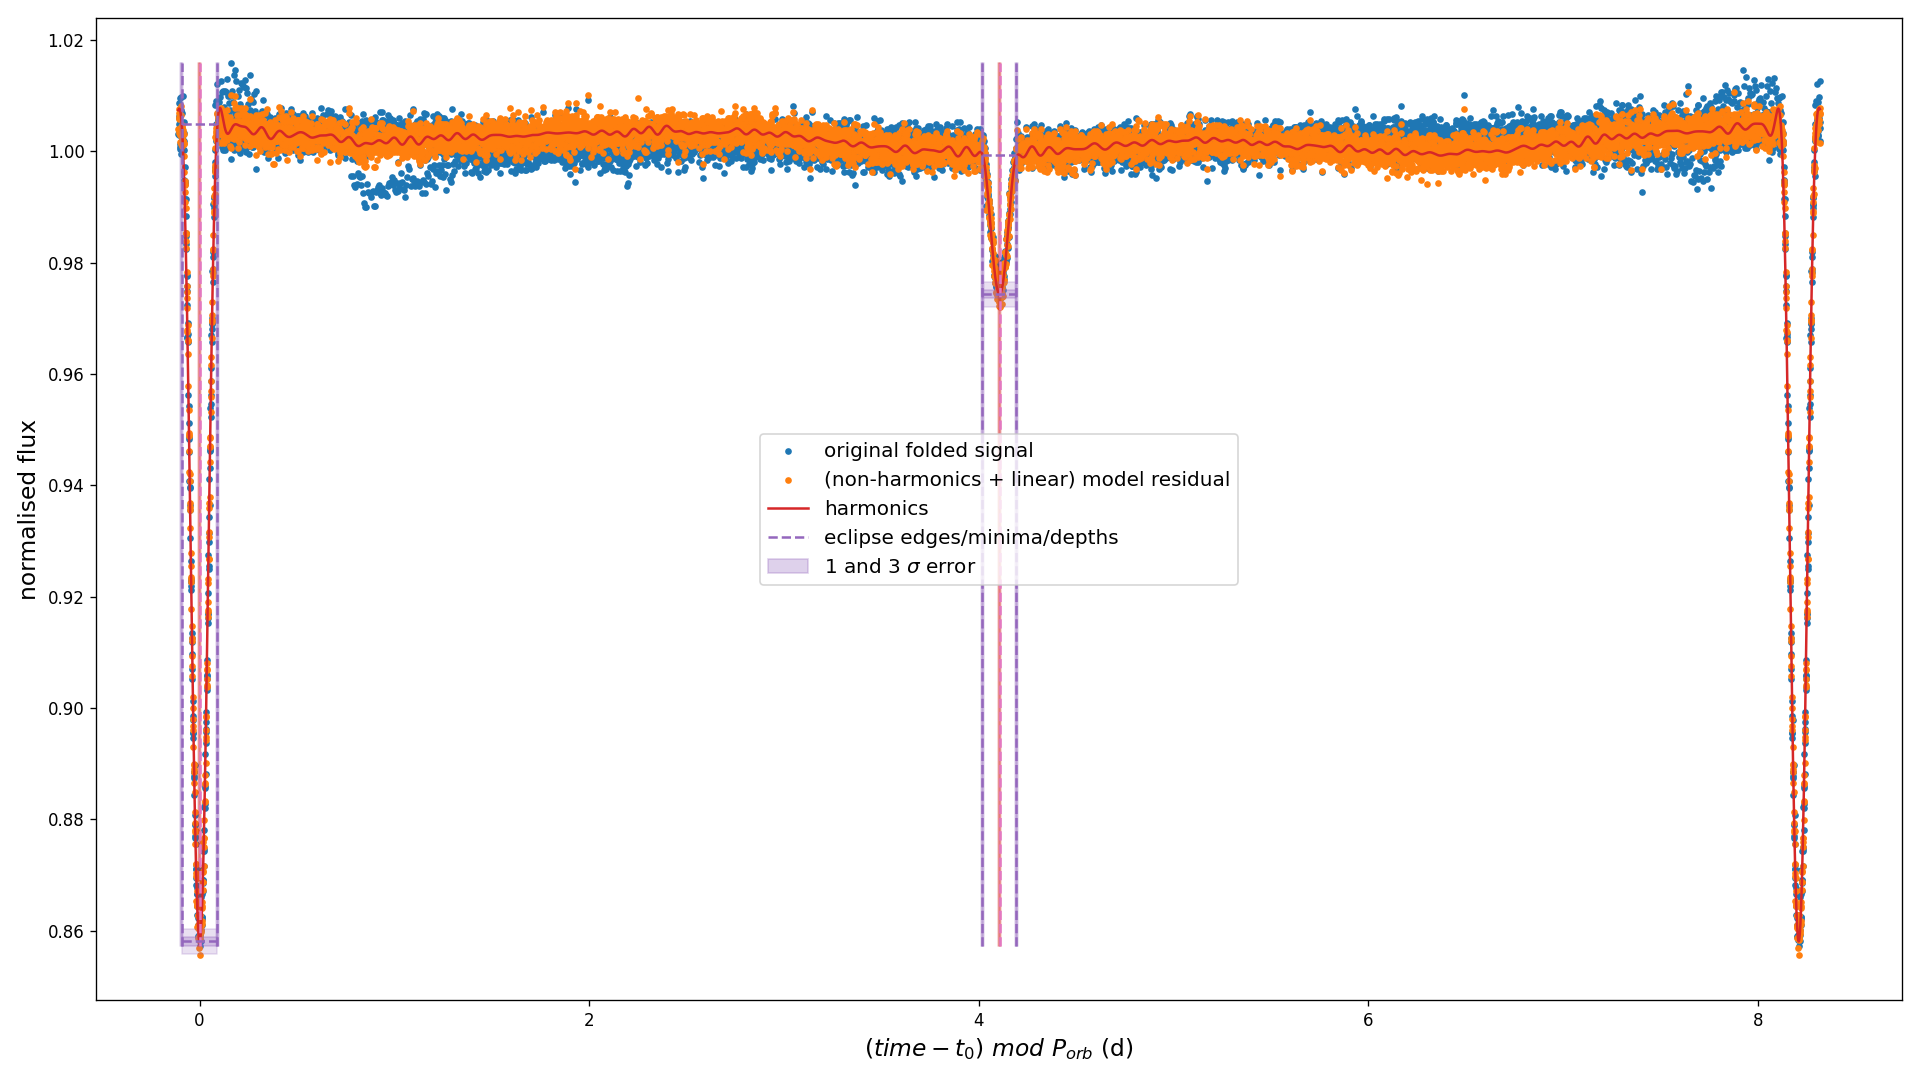 1.02
1.00
0.98
0.96
0.94
0.92
0.90
0.88
0.86
normalised flux
original folded signal
(non-harmonics + linear) model residual
harmonics
eclipse edges/minima/depths
1 and 3 σ error
0 2 4 6 8
(time − t₀) mod Pₒᵣb (d)